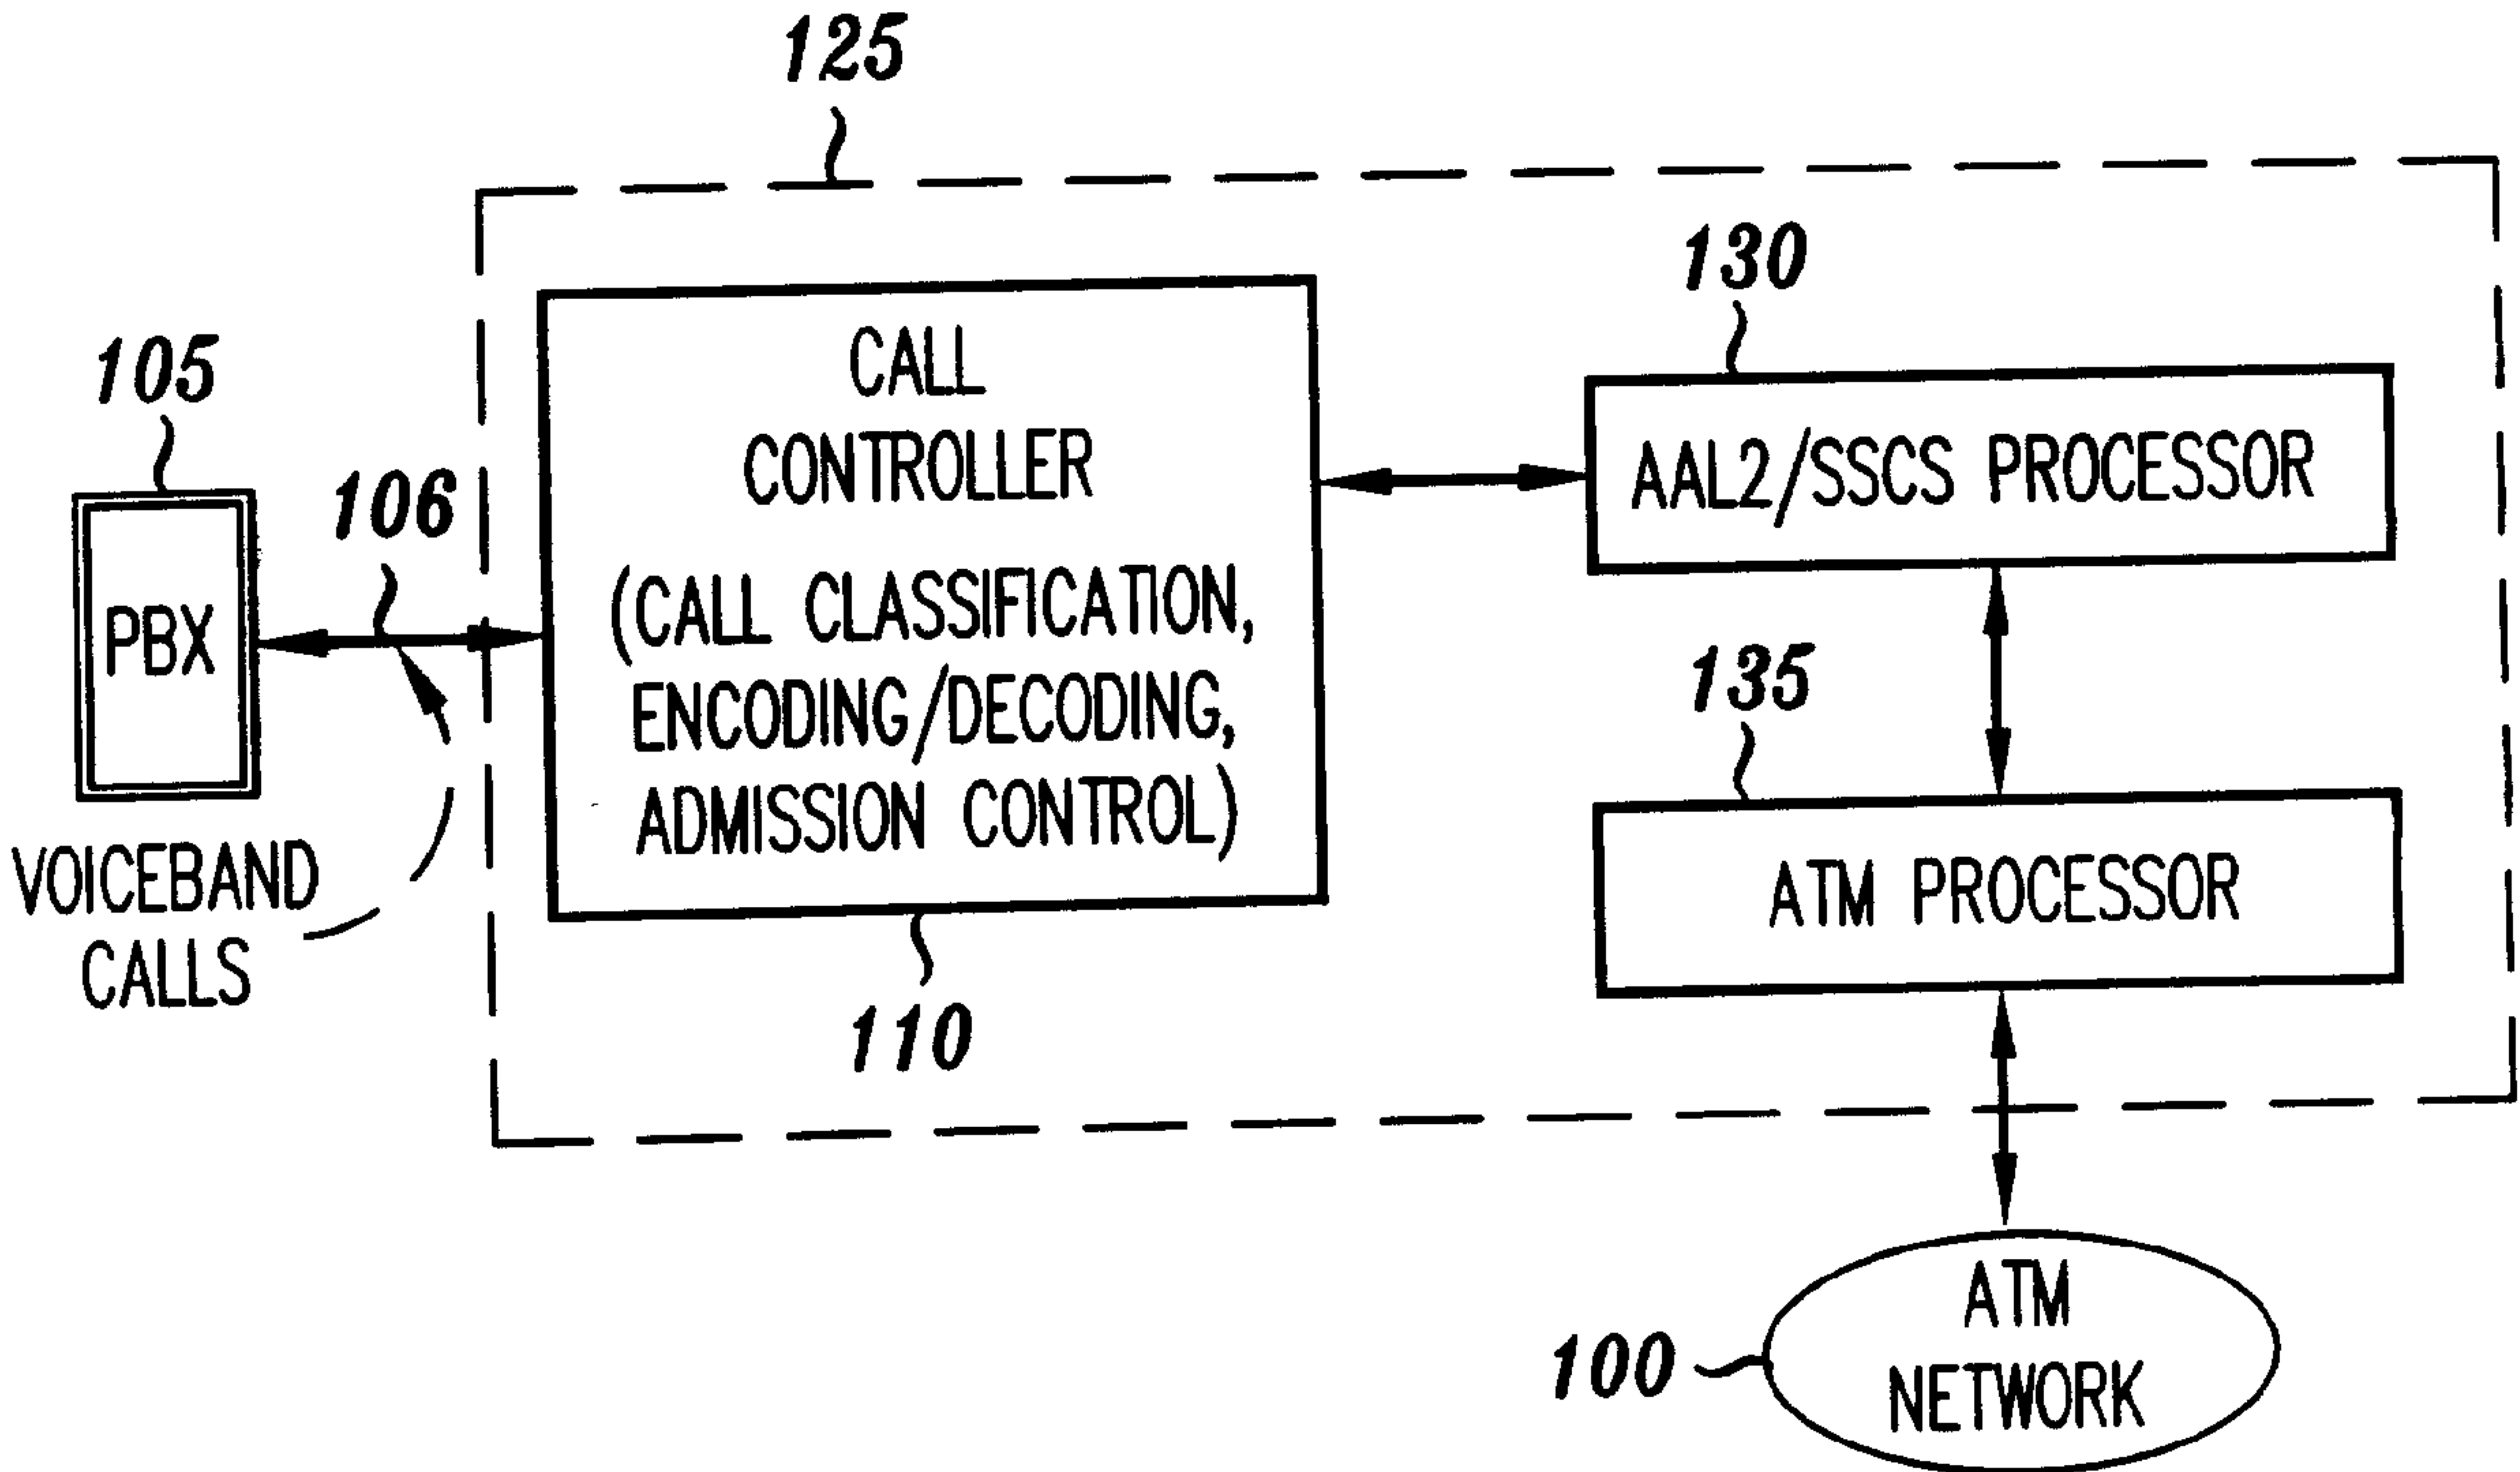 125
130
105
106
CALL
CONTROLLER
(CALL CLASSIFICATION,
ENCODING/DECODING,
ADMISSION CONTROL)
AAL2/SSCS PROCESSOR
PBX
135
ATM PROCESSOR
VOICEBAND
CALLS
110
100
ATM
NETWORK